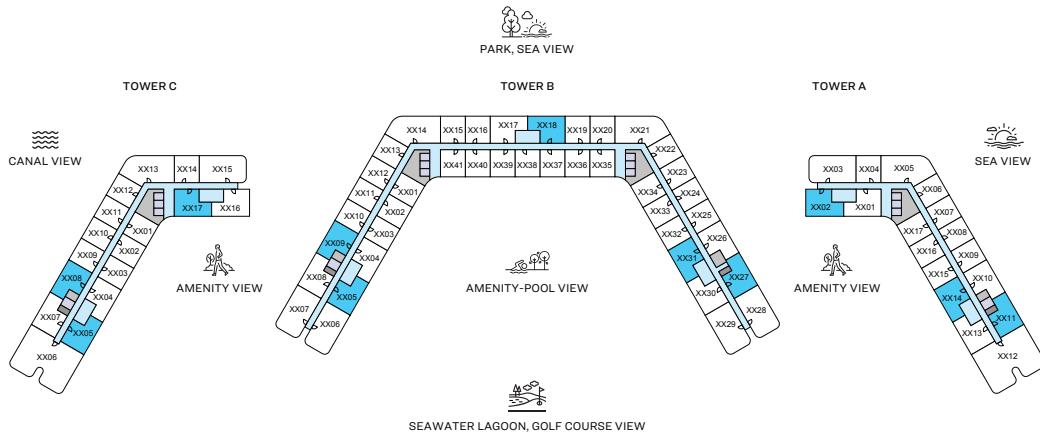 PARK, SEA VIEW
TOWER C
TOWER B
TOWER A
CANAL VIEW
SEA VIEW
XX13
XX14
XX15
XX12
XX17
XX16
XX11
XX01
XX10
XX02
XX09
XX03
XX08
XX04
XX07
XX05
XX06
AMENITY VIEW
XX14
XX15
XX16
XX17
XX18
XX19
XX20
XX21
XX13
XX41
XX40
XX39
XX38
XX37
XX36
XX35
XX22
XX12
XX01
XX34
XX23
XX11
XX02
XX33
XX24
XX10
XX03
XX32
XX25
XX09
XX04
XX31
XX26
XX08
XX05
XX30
XX27
XX07
XX06
XX29
XX28
AMENITY-POOL VIEW
XX03
XX04
XX05
XX02
XX01
XX06
XX17
XX07
XX16
XX08
XX15
XX09
XX14
XX10
XX13
XX11
XX12
AMENITY VIEW
SEAWATER LAGOON, GOLF COURSE VIEW